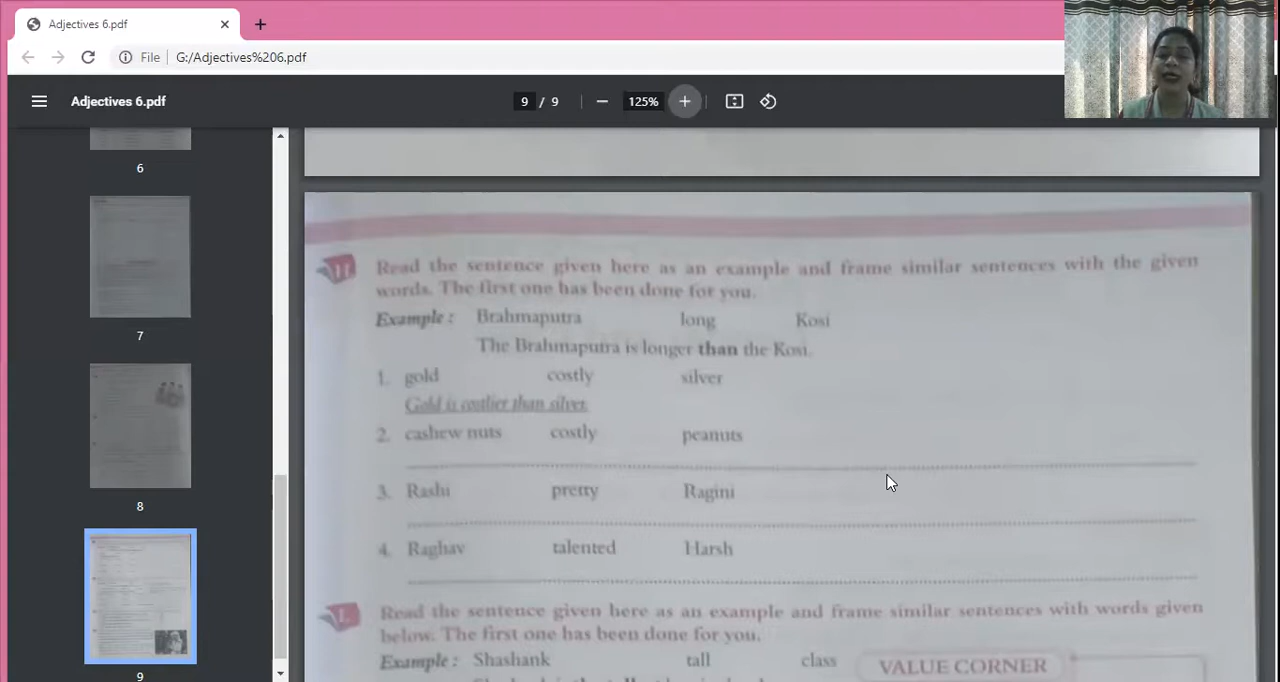 Adjectives 6.pdf
File
G:/Adjectives%206.pdf
Adjectives 6.pdf
9 / 9
125%
6
7
8
9
Read the sentence given here as an example and frame similar sentences with the given
words. The first one has been done for you.
Example : Brahmaputra long Kosi
The Brahmaputra is longer than the Kosi.
1. gold costly silver
Gold is costlier than silver.
2. cashew nuts costly peanuts
3. Rashi pretty Ragini
4. Raghav talented Harsh
Read the sentence given here as an example and frame similar sentences with words given
below. The first one has been done for you.
Example : Shashank tall class
VALUE CORNER